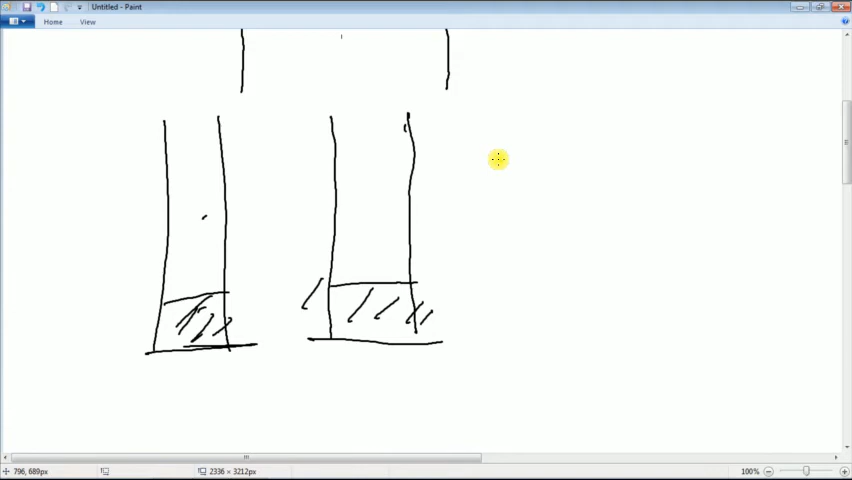 Untitled - Paint
Home View
796, 689px
2336 × 3212px
100%